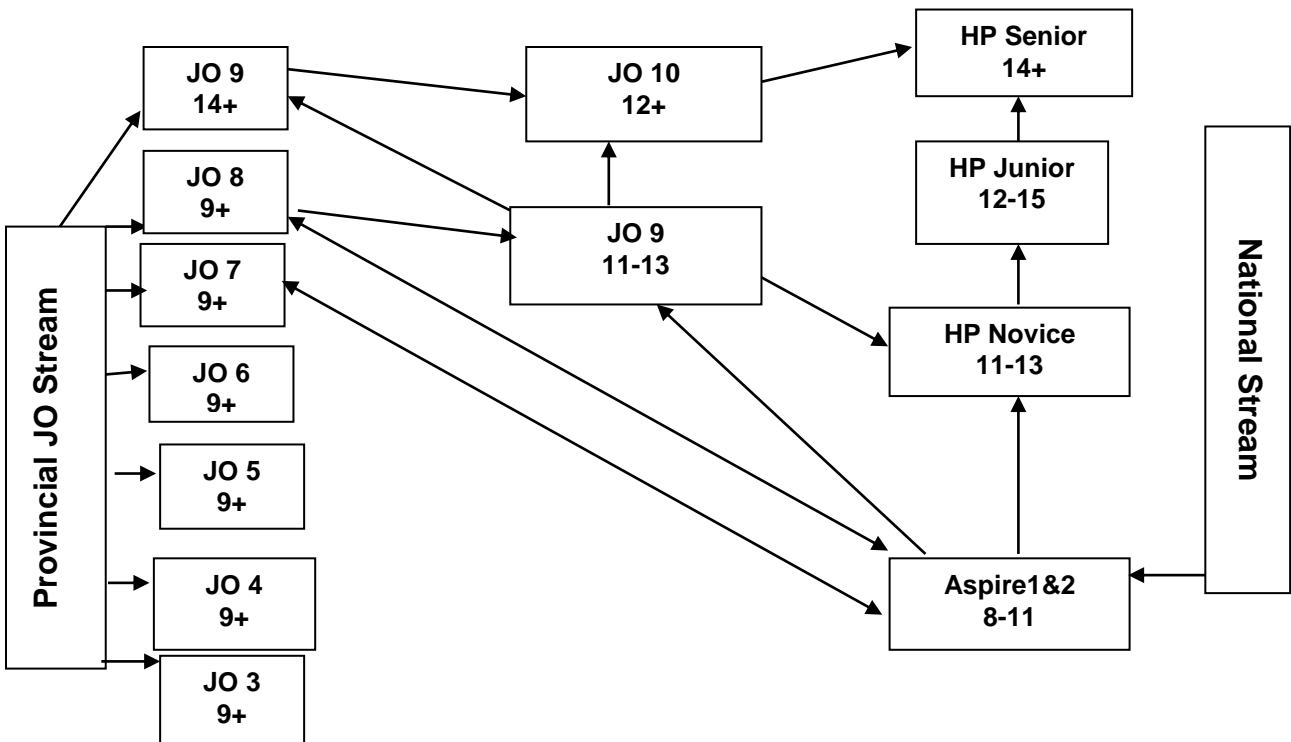 Provincial JO Stream
JO 9
14+
JO 8
9+
JO 7
9+
JO 6
9+
JO 5
9+
JO 4
9+
JO 3
9+
JO 10
12+
JO 9
11-13
HP Senior
14+
HP Junior
12-15
HP Novice
11-13
Aspire1&2
8-11
National Stream